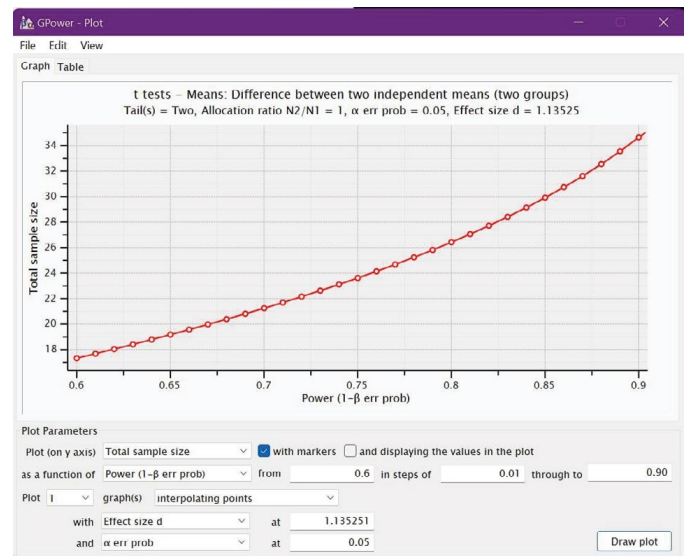 GPower - Plot
File Edit View
Graph Table
t tests – Means: Difference between two independent means (two groups)
Tail(s) = Two, Allocation ratio N2/N1 = 1, α err prob = 0.05, Effect size d = 1.13525
34
32
30
28
26
24
22
20
18
Total sample size
0.6 0.65 0.7 0.75 0.8 0.85 0.9
Power (1-β err prob)
Plot Parameters
Plot (on y axis) Total sample size with markers and displaying the values in the plot
as a function of Power (1-β err prob) from 0.6 in steps of 0.01 through to 0.90
Plot 1 graph(s) interpolating points
with Effect size d at 1.135251
and α err prob at 0.05 Draw plot